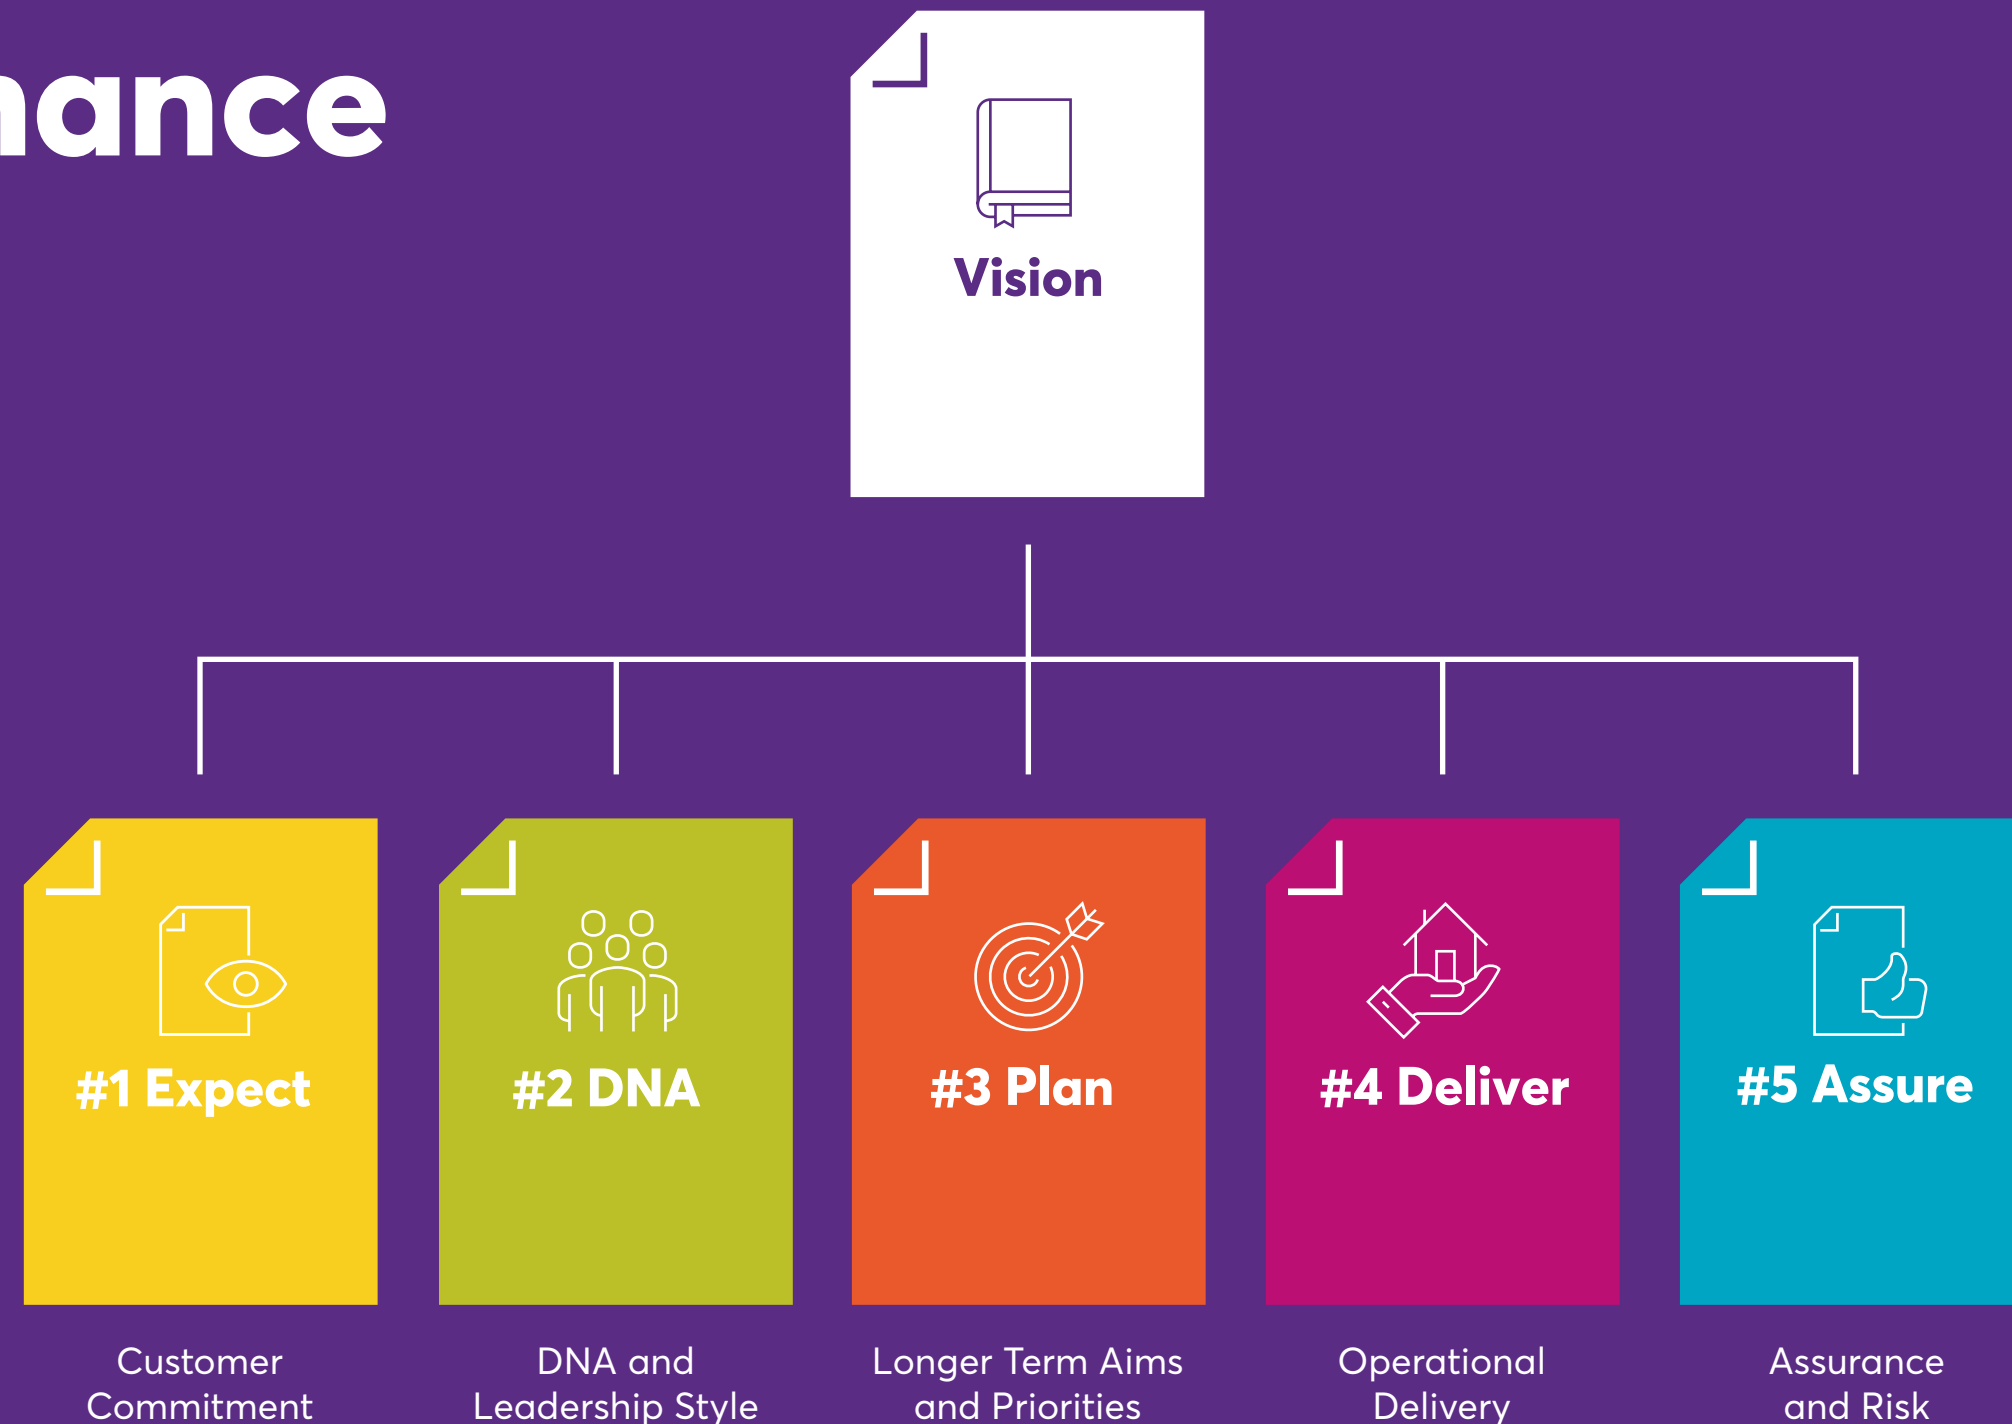 nance
Vision
#1 Expect
#2 DNA
#3 Plan
#4 Deliver
#5 Assure
Customer
Commitment
DNA and
Leadership Style
Longer Term Aims
and Priorities
Operational
Delivery
Assurance
and Risk